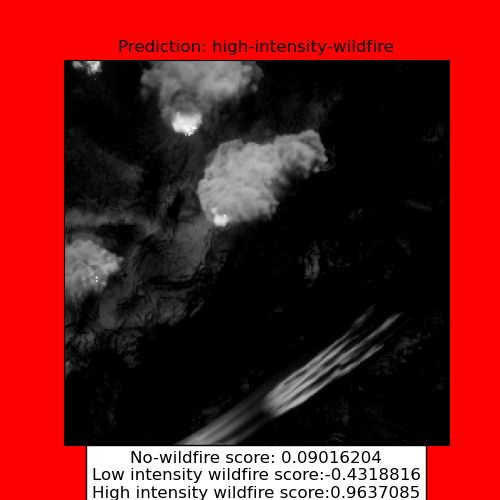 Prediction: high-intensity-wildfire
No-wildfire score: 0.09016204
Low intensity wildfire score:-0.4318816
High intensity wildfire score:0.9637085